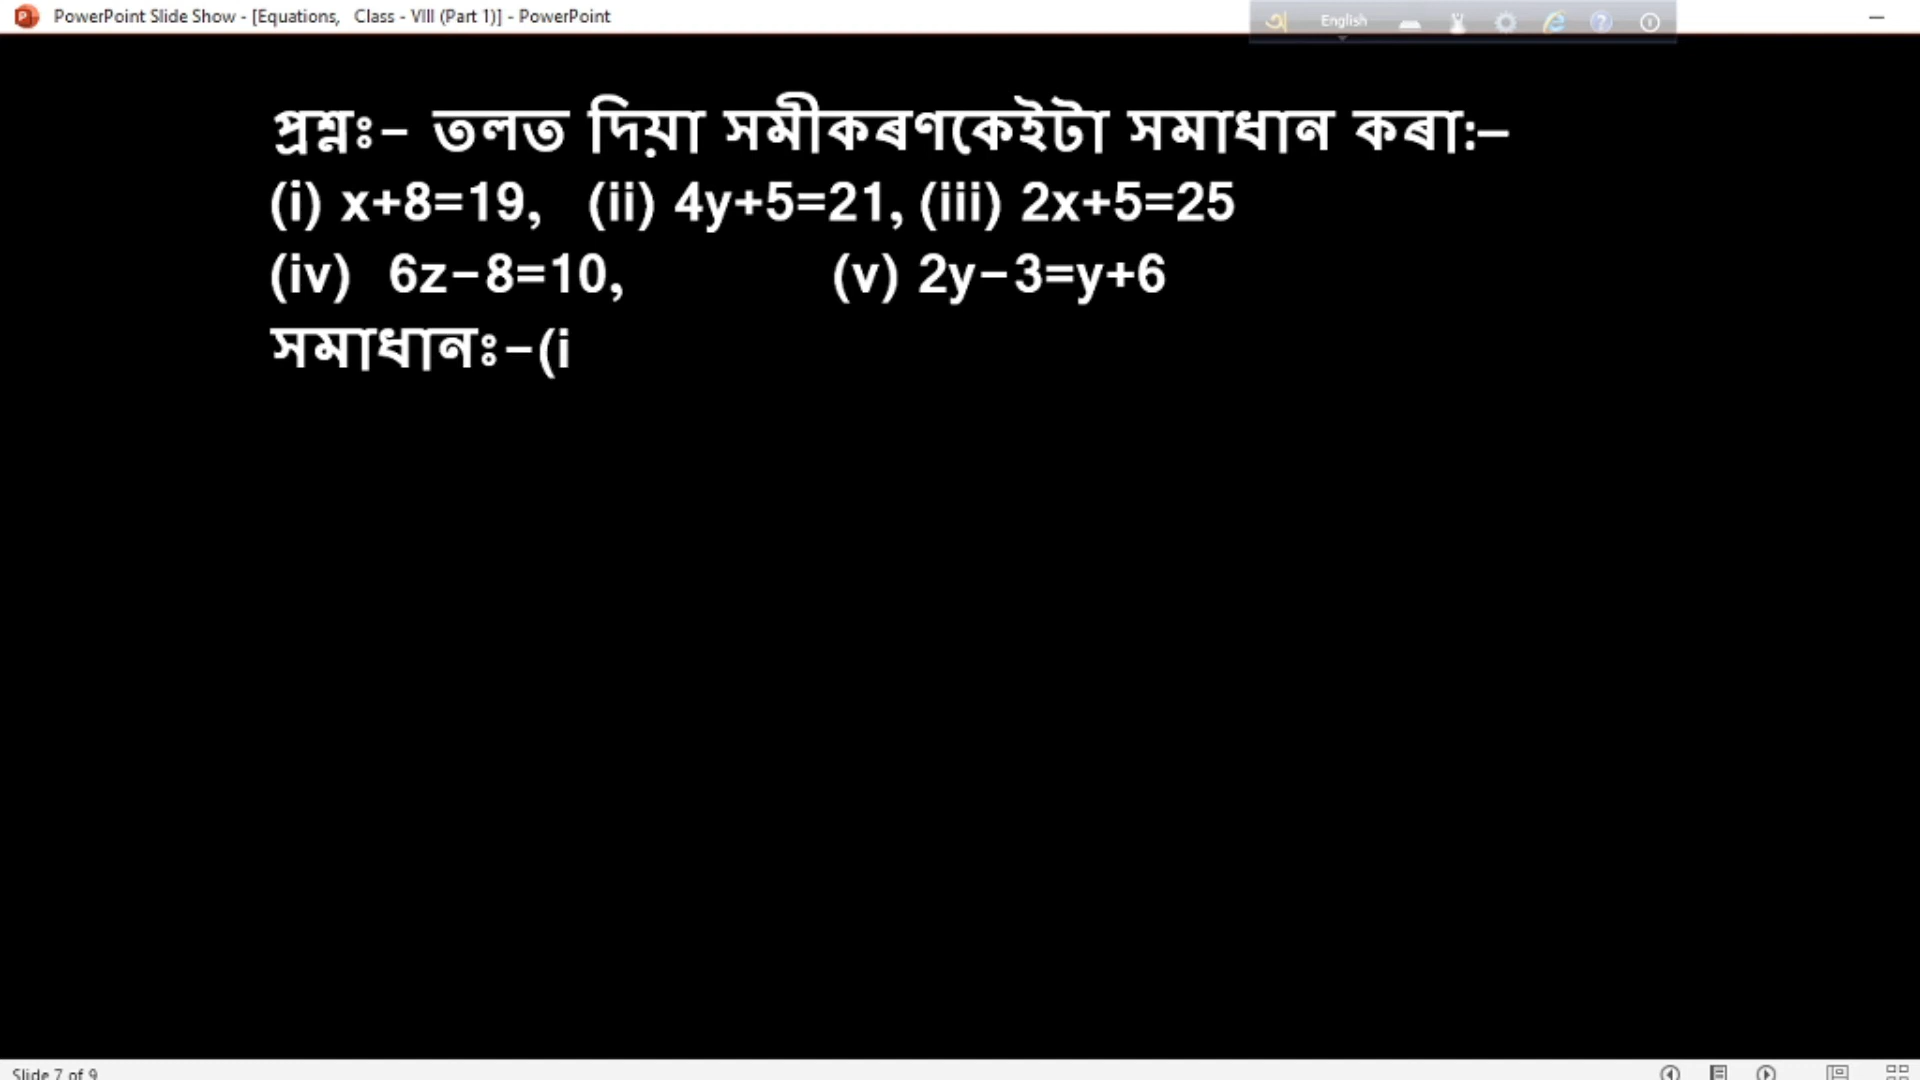 PowerPoint Slide Show - [Equations, Class - VIII (Part 1)] - PowerPoint
English
প্ৰশ্নঃ– তলত দিয়া সমীকৰণকেইটা সমাধান কৰা:–
(i) x+8=19, (ii) 4y+5=21, (iii) 2x+5=25
(iv) 6z–8=10, (v) 2y–3=y+6
সমাধানঃ–(i
Slide 7 of 9